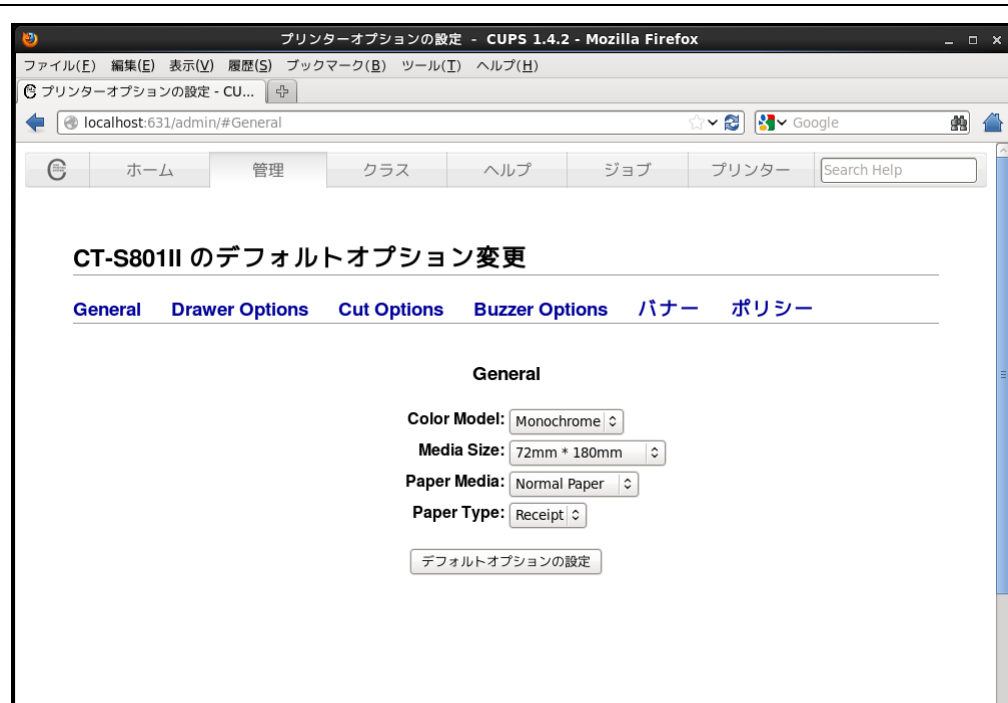 プリンターオプションの設定 - CUPS 1.4.2 - Mozilla Firefox
ファイル(F) 編集(E) 表示(V) 履歴(S) ブックマーク(B) ツール(T) ヘルプ(H)
プリンターオプションの設定 - CU...
localhost:631/admin/#General Google
ホーム 管理 クラス ヘルプ ジョブ プリンター Search Help
CT-S801II のデフォルトオプション変更
General Drawer Options Cut Options Buzzer Options バナー ポリシー
General
Color Model: Monochrome
Media Size: 72mm * 180mm
Paper Media: Normal Paper
Paper Type: Receipt
デフォルトオプションの設定